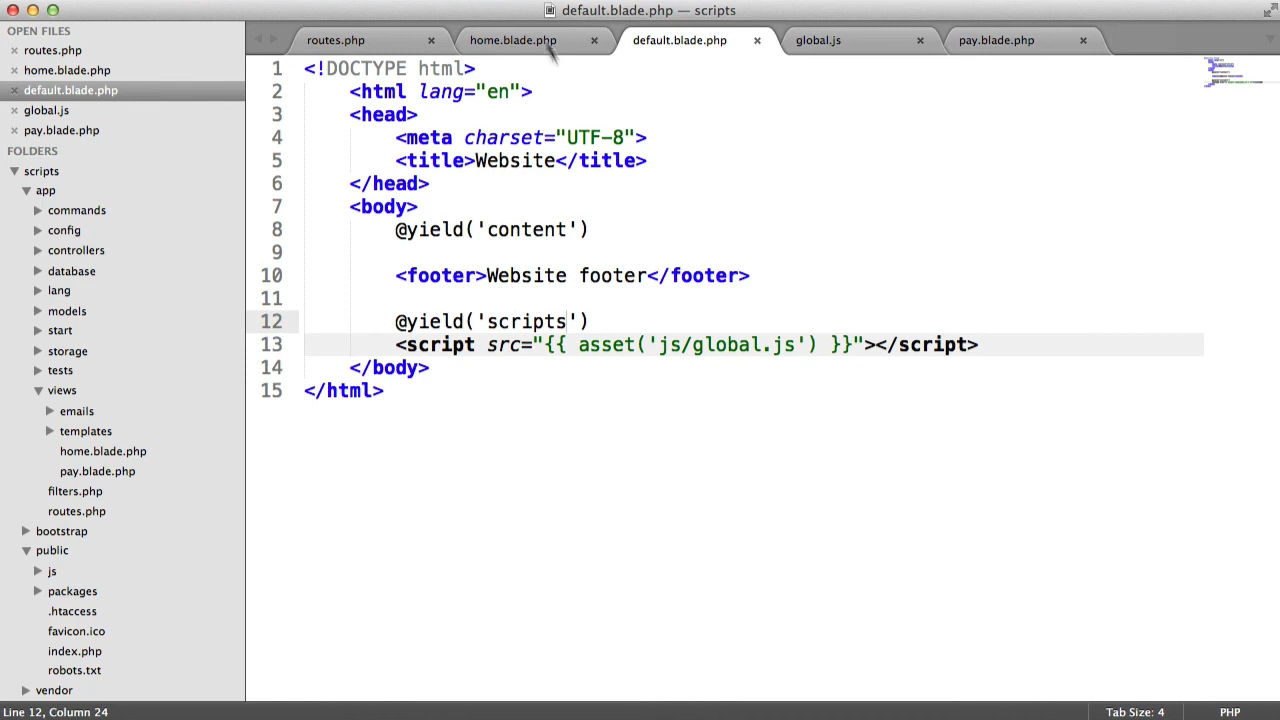 default.blade.php — scripts
OPEN FILES
routes.php
home.blade.php
default.blade.php
global.js
pay.blade.php
FOLDERS
scripts
app
commands
config
controllers
database
lang
models
start
storage
tests
views
emails
templates
home.blade.php
pay.blade.php
filters.php
routes.php
bootstrap
public
js
packages
.htaccess
favicon.ico
index.php
robots.txt
vendor
routes.php home.blade.php default.blade.php global.js pay.blade.php
1 <!DOCTYPE html>
2 <html lang="en">
3 <head>
4 <meta charset="UTF-8">
5 <title>Website</title>
6 </head>
7 <body>
8 @yield('content')
9
10 <footer>Website footer</footer>
11
12 @yield('scripts')
13 <script src="{{ asset('js/global.js') }}"></script>
14 </body>
15 </html>
Line 12, Column 24
Tab Size: 4
PHP